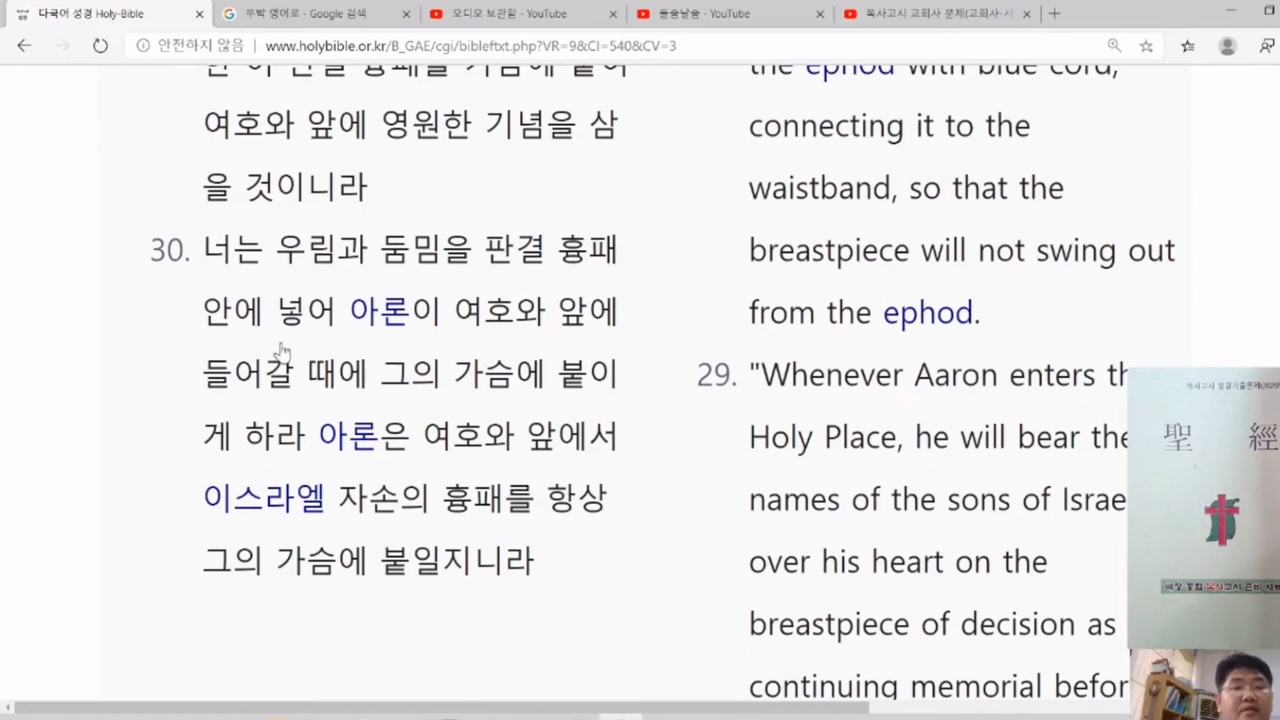 다국어 성경 Holy-Bible
두박 영어로 - Google 검색
오디오 보관함 - YouTube
들숨날숨 - YouTube
목사고시 교회사 문제(교회사-서
안전하지 않음
www.holybible.or.kr/B_GAE/cgi/bibleftxt.php?VR=9&CI=540&CV=3
여호와 앞에 영원한 기념을 삼
을 것이니라
30. 너는 우림과 둠밈을 판결 흉패
안에 넣어 아론이 여호와 앞에
들어갈 때에 그의 가슴에 붙이
게 하라 아론은 여호와 앞에서
이스라엘 자손의 흉패를 항상
그의 가슴에 붙일지니라
the ephod with blue cord,
connecting it to the
waistband, so that the
breastpiece will not swing out
from the ephod.
29. "Whenever Aaron enters th
Holy Place, he will bear the
names of the sons of Israe
over his heart on the
breastpiece of decision as
continuing memorial befor
聖 經